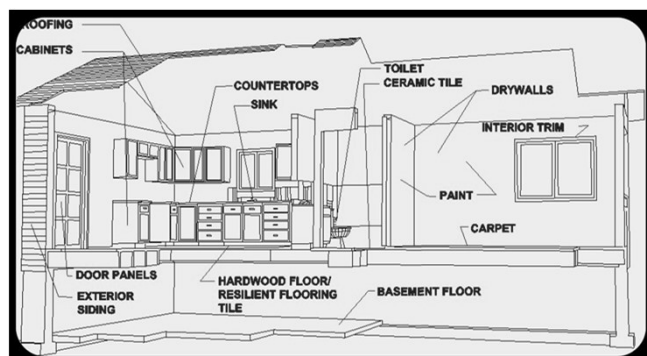 ROOFING
CABINETS
COUNTERTOPS
SINK
TOILET
CERAMIC TILE
DRYWALLS
INTERIOR TRIM
PAINT
CARPET
DOOR PANELS
EXTERIOR
SIDING
HARDWOOD FLOOR/
RESILIENT FLOORING
TILE
BASEMENT FLOOR